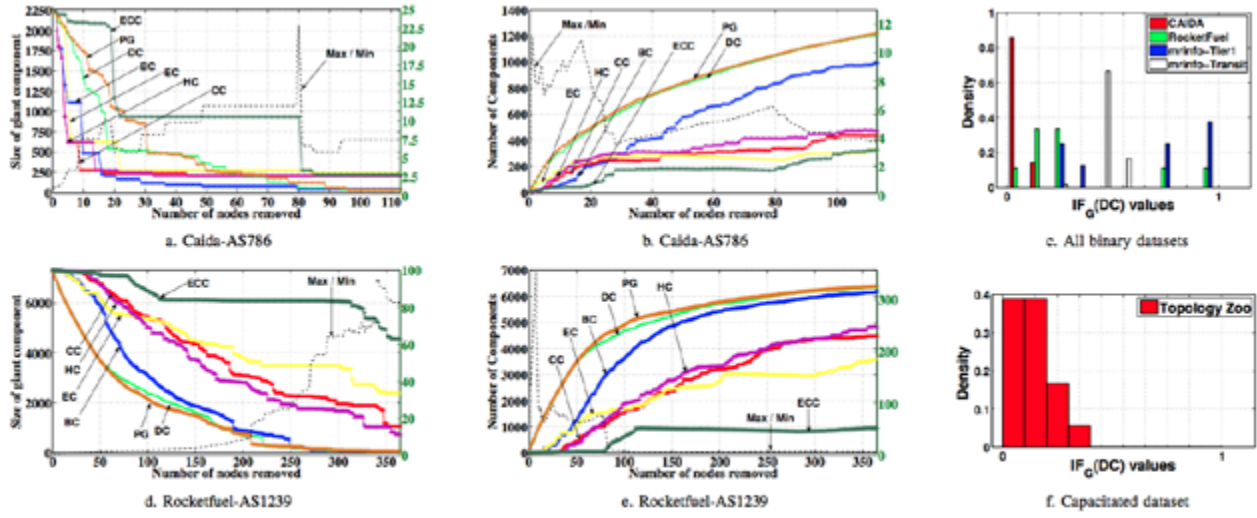 2250
2000
1750
1500
1250
1000
750
500
250
0
Size of giant component
ECC
PG
CC
BC
EC
HC
CC
Max / Min
25
22.5
20
17.5
15
12.5
10
7.5
5
2.5
0
0 10 20 30 40 50 60 70 80 90 100 113
Number of nodes removed
a. Caida-AS786
1400
1200
1000
800
600
400
200
0
Number of Components
Max / Min
EC
HC
CC
BC
ECC
PG
DC
12
10
8
6
4
2
0
0 20 40 60 80 100
Number of nodes removed
b. Caida-AS786
1
0.8
0.6
0.4
0.2
0
Density
CAIDA
RocketFuel
mrinfo-Tier1
mrinfo-Transit
0 1
IF_G(DC) values
c. All binary datasets
6000
4000
2000
0
Size of giant component
ECC
Max / Min
CC
HC
EC
BC
PG
DC
100
80
60
40
20
0
0 50 100 150 200 250 300 350
Number of nodes removed
d. Rocketfuel-AS1239
7000
6000
5000
4000
3000
2000
1000
0
Number of Components
CC
EC
BC
DC
PG
HC
Max / Min
ECC
300
200
100
0
0 50 100 150 200 250 300 350
Number of nodes removed
e. Rocketfuel-AS1239
0.4
0.3
0.2
0.1
0
Density
Topology Zoo
0 1
IF_G(DC) values
f. Capacitated dataset